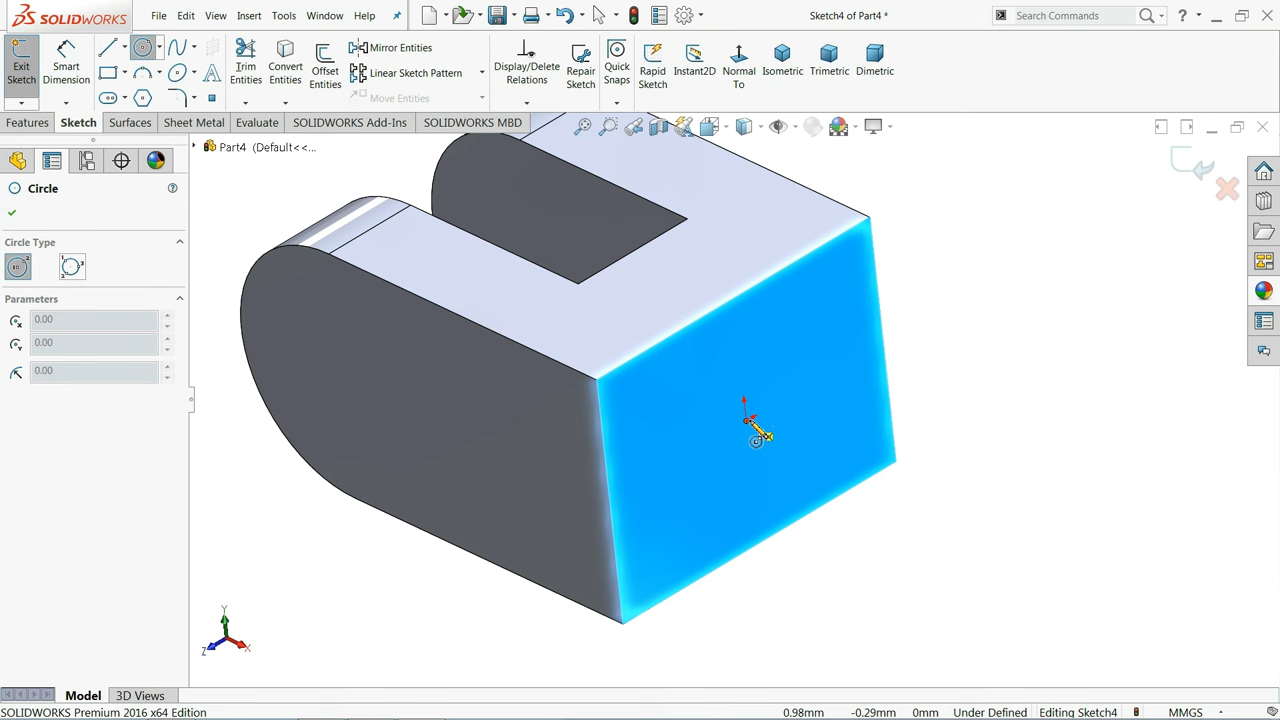 SOLIDWORKS File Edit View Insert Tools Window Help Sketch4 of Part4 * Search Commands ?
Exit Sketch
Smart Dimension
Trim Entities
Convert Entities
Offset Entities
Mirror Entities
Linear Sketch Pattern
Move Entities
Display/Delete Relations
Repair Sketch
Quick Snaps
Rapid Sketch
Instant2D
Normal To
Isometric
Trimetric
Dimetric
Features Sketch Surfaces Sheet Metal Evaluate SOLIDWORKS Add-Ins SOLIDWORKS MBD
Part4 (Default<<...
Circle
Circle Type
Parameters
0.00
0.00
0.00
Y
Z X
Model 3D Views
SOLIDWORKS Premium 2016 x64 Edition 0.98mm -0.29mm 0mm Under Defined Editing Sketch4 MMGS